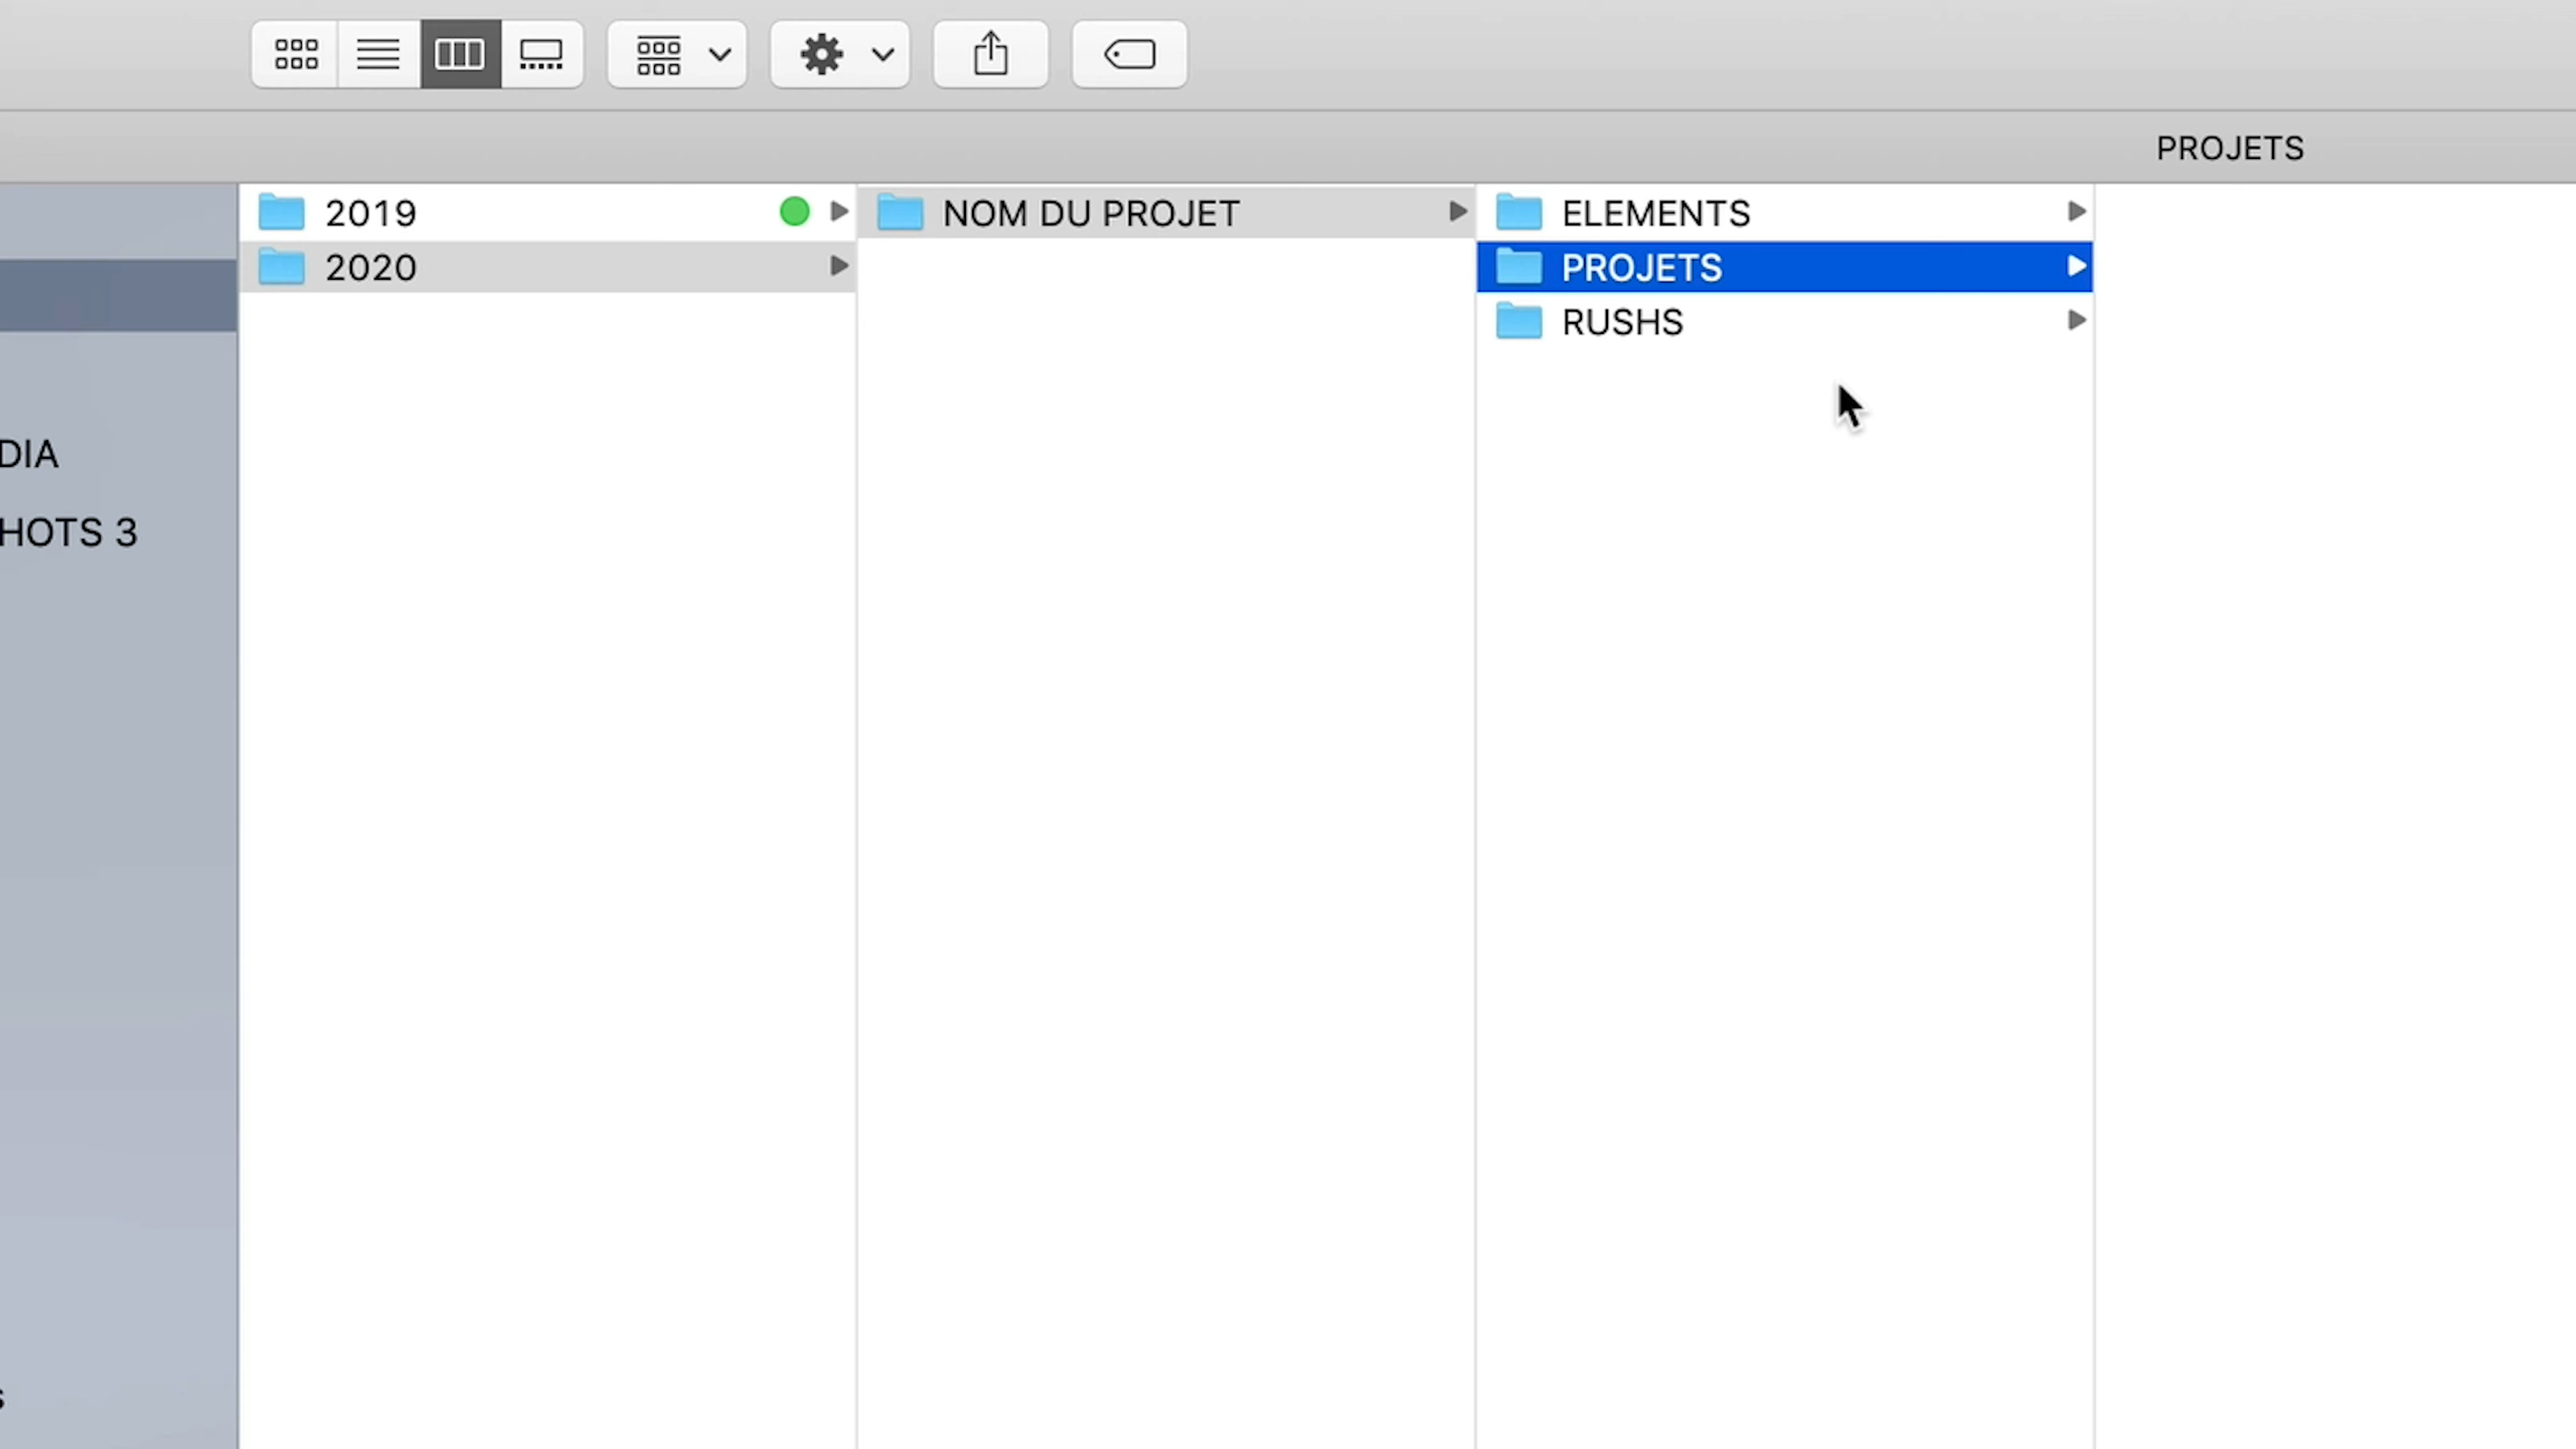 PROJETS
2019
NOM DU PROJET
ELEMENTS
2020
PROJETS
RUSHS
DIA
HOTS 3
s